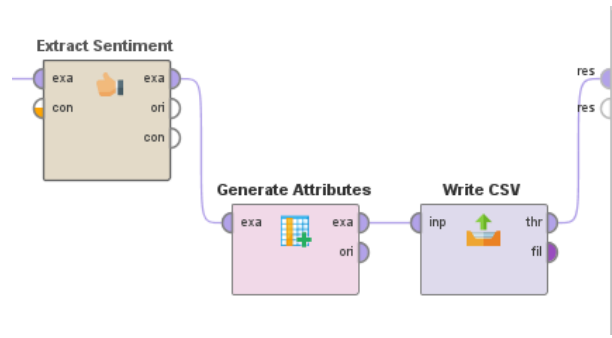 Extract Sentiment
exa exa
con ori
con
res
res
Generate Attributes
exa exa
ori
Write CSV
inp thr
fil